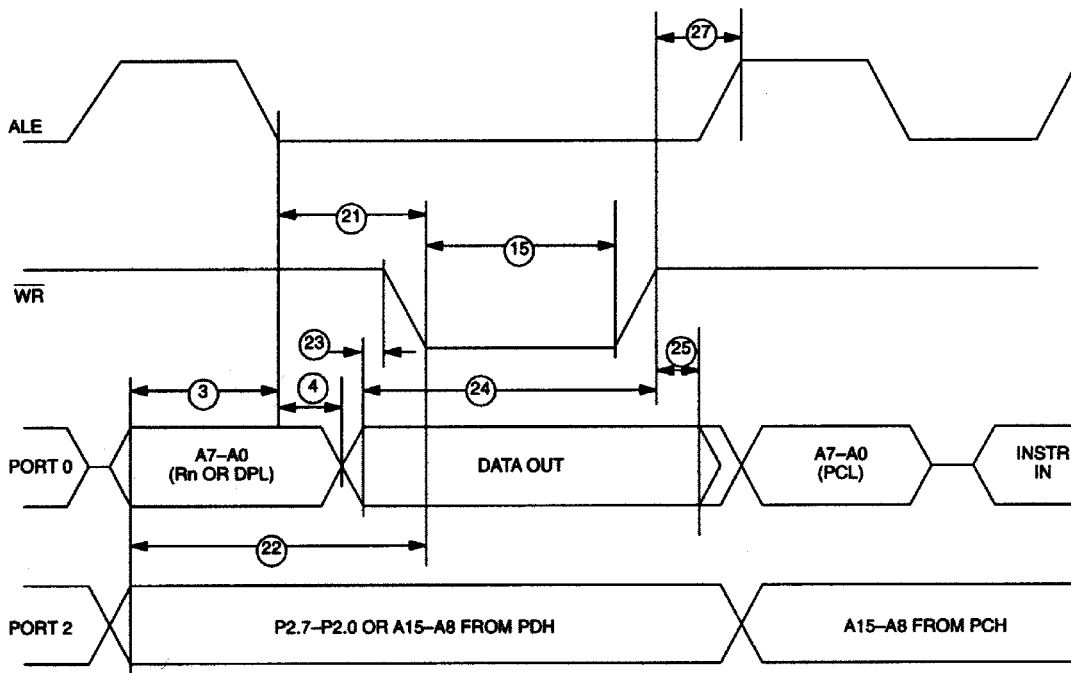 27
ALE
21
15
WR
23
25
3
4
24
PORT 0
A7–A0
(Rn OR DPL)
DATA OUT
A7–A0
(PCL)
INSTR
IN
22
PORT 2
P2.7–P2.0 OR A15–A8 FROM PDH
A15–A8 FROM PCH